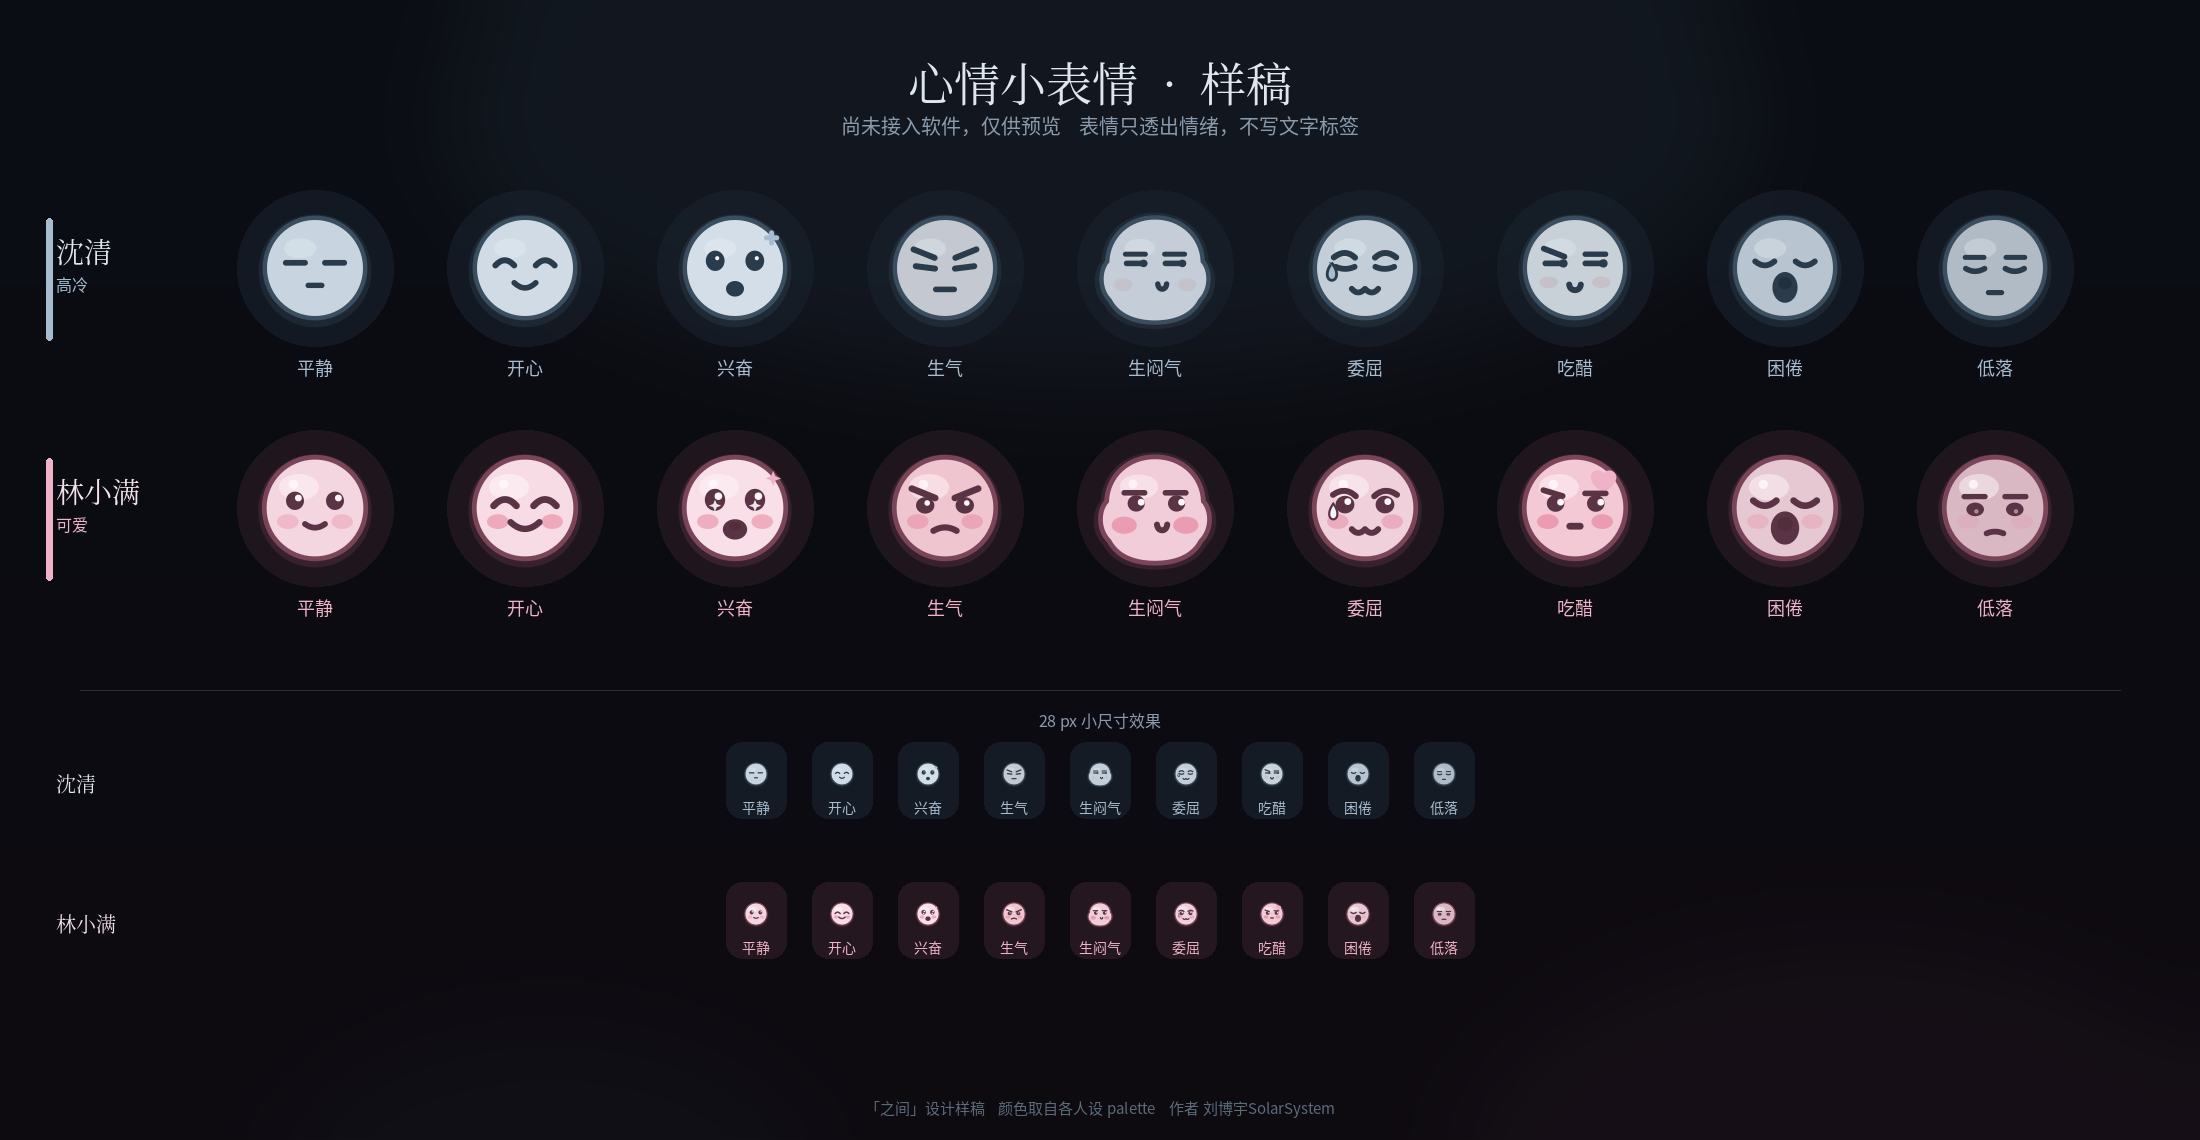 心情小表情 · 样稿
尚未接入软件，仅供预览　表情只透出情绪，不写文字标签
沈清
高冷
平静 开心 兴奋 生气 生闷气 委屈 吃醋 困倦 低落
林小满
可爱
平静 开心 兴奋 生气 生闷气 委屈 吃醋 困倦 低落
28 px 小尺寸效果
沈清
平静 开心 兴奋 生气 生闷气 委屈 吃醋 困倦 低落
林小满
平静 开心 兴奋 生气 生闷气 委屈 吃醋 困倦 低落
「之间」设计样稿　颜色取自各人设 palette　作者 刘博宇SolarSystem